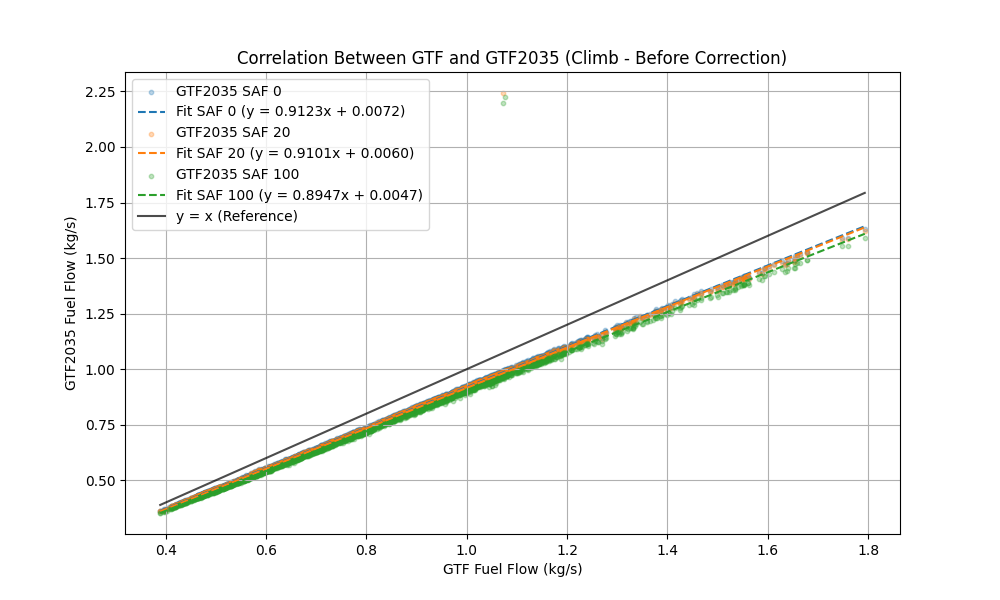 Correlation Between GTF and GTF2035 (Climb - Before Correction)
GTF2035 SAF 0
Fit SAF 0 (y = 0.9123x + 0.0072)
GTF2035 SAF 20
Fit SAF 20 (y = 0.9101x + 0.0060)
GTF2035 SAF 100
Fit SAF 100 (y = 0.8947x + 0.0047)
y = x (Reference)
GTF2035 Fuel Flow (kg/s)
2.25
2.00
1.75
1.50
1.25
1.00
0.75
0.50
0.4 0.6 0.8 1.0 1.2 1.4 1.6 1.8
GTF Fuel Flow (kg/s)